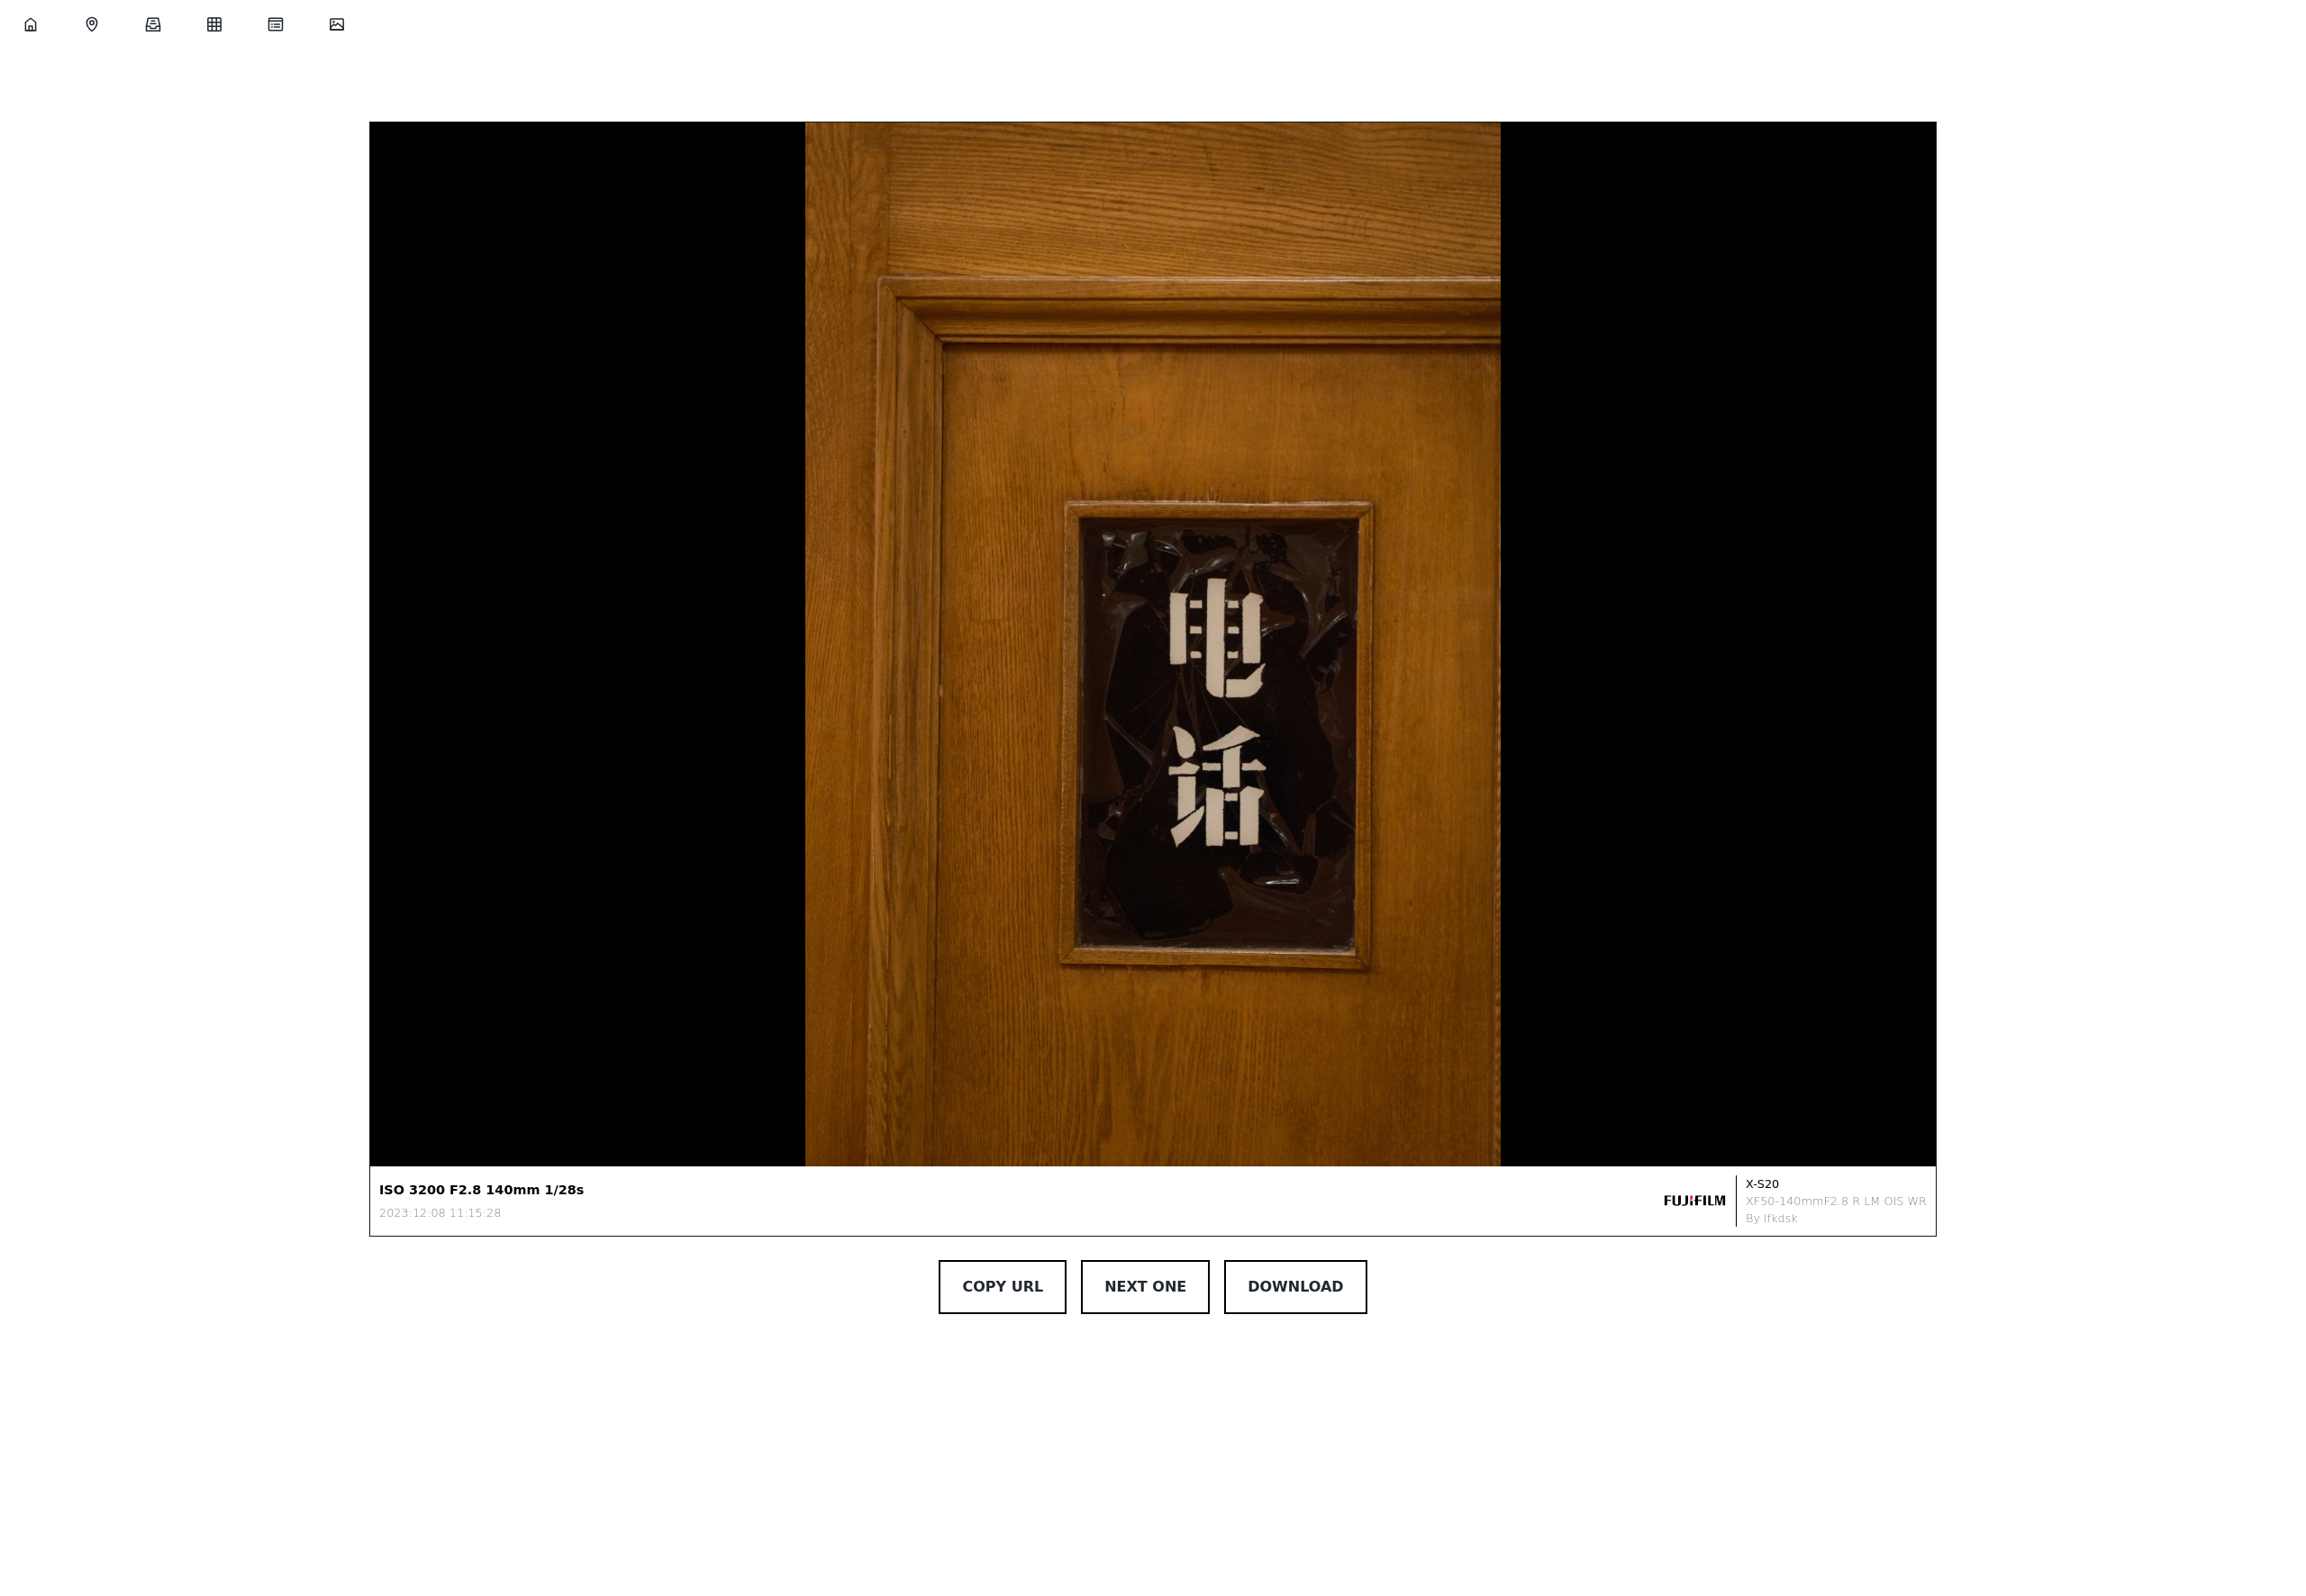 电
话
ISO 3200 F2.8 140mm 1/28s
2023:12:08 11:15:28
FUJIFILM
X-S20
XF50-140mmF2.8 R LM OIS WR
By lfkdsk
COPY URL
NEXT ONE
DOWNLOAD